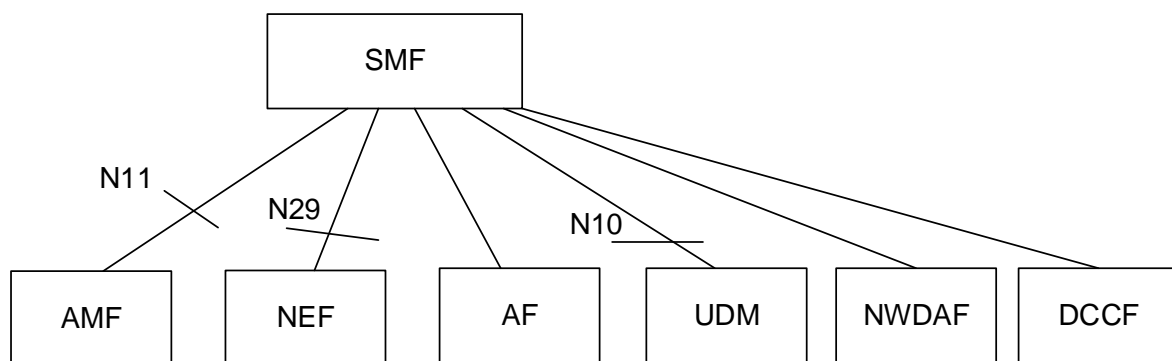 SMF
N11
N29
N10
AMF
NEF
AF
UDM
NWDAF
DCCF